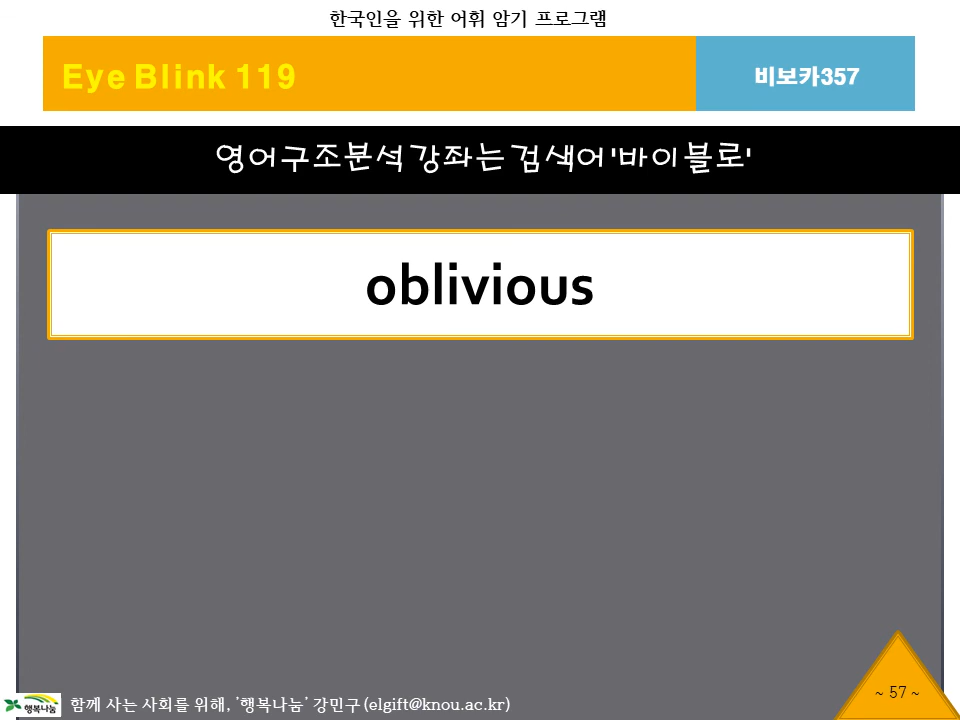 한국인을 위한 어휘 암기 프로그램
Eye Blink 119
비보카357
영어구조분석 강좌는 검색어 '바이블로'
oblivious
~ 57 ~
행복나눔
함께 사는 사회를 위해, '행복나눔' 강민구 (elgift@knou.ac.kr)